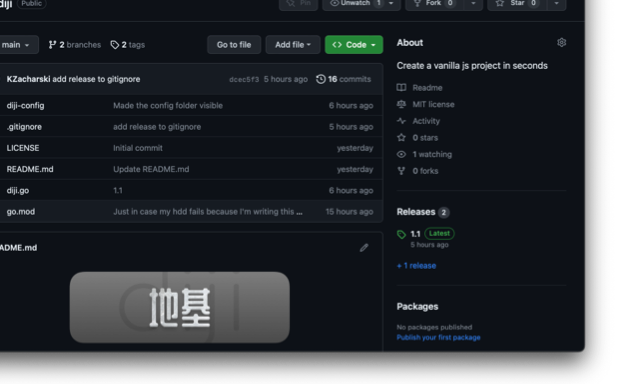 diji Public
Pin Unwatch 1 Fork 0 Star 0
main 2 branches 2 tags Go to file Add file Code
KZacharski add release to gitignore dcec5f3 5 hours ago 16 commits
diji-config Made the config folder visible 6 hours ago
.gitignore add release to gitignore 5 hours ago
LICENSE Initial commit yesterday
README.md Update README.md yesterday
diji.go 1.1 6 hours ago
go.mod Just in case my hdd fails because I'm writing this ... 15 hours ago
ADME.md
diji
地基
About
Create a vanilla js project in seconds
Readme
MIT license
Activity
0 stars
1 watching
0 forks
Releases 2
1.1 Latest
5 hours ago
+ 1 release
Packages
No packages published
Publish your first package